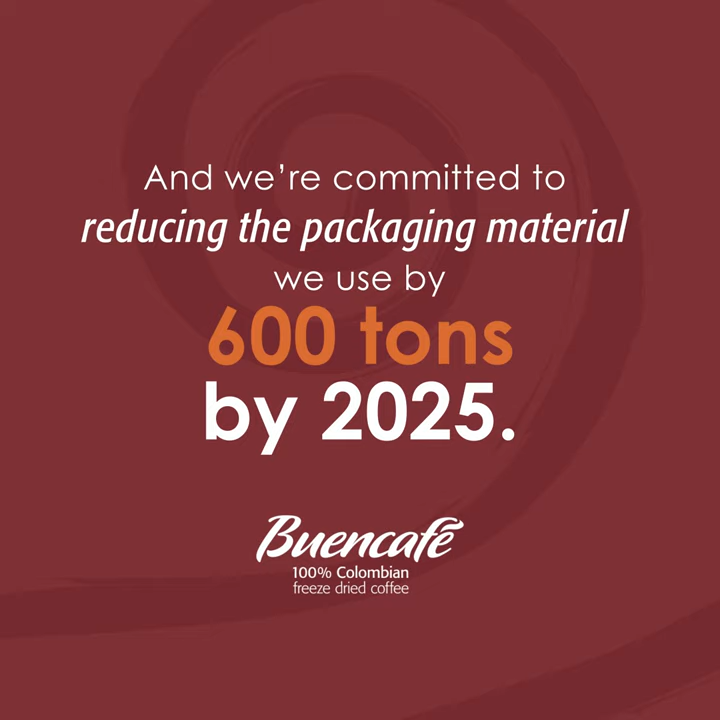 And we're committed to
reducing the packaging material
we use by
600 tons
by 2025.
Buencafé
100% Colombian
freeze dried coffee